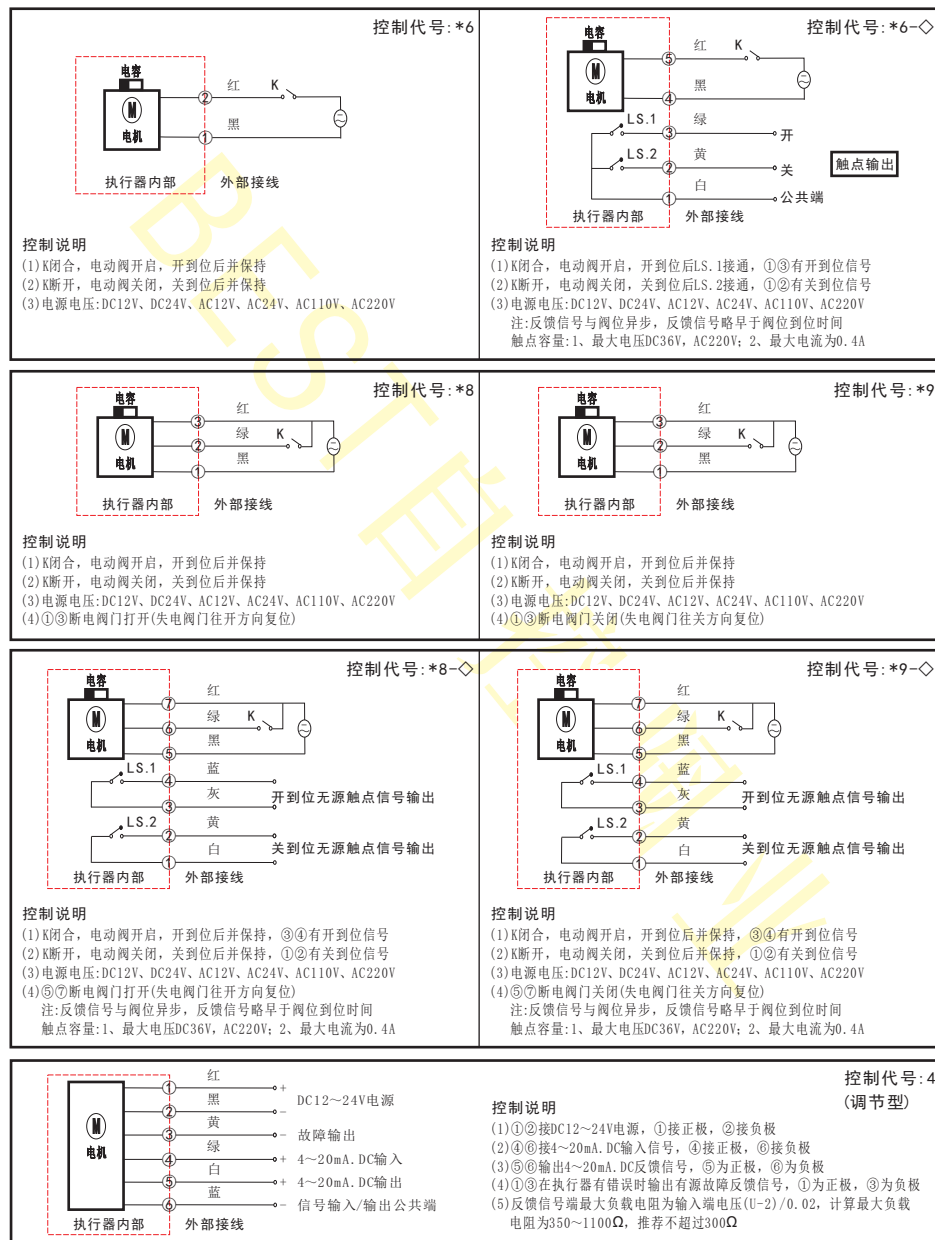 控制代号:*6
电容
M
电机
② 红 K
① 黑
执行器内部 外部接线
控制说明
(1)K闭合，电动阀开启，开到位后并保持
(2)K断开，电动阀关闭，关到位后并保持
(3)电源电压:DC12V、DC24V、AC12V、AC24V、AC110V、AC220V
控制代号:*6-◇
电容
M
电机
⑤ 红 K
④ 黑
LS.1 ③ 绿 开
LS.2 ② 黄 关
① 白 公共端
触点输出
执行器内部 外部接线
控制说明
(1)K闭合，电动阀开启，开到位后LS.1接通，①③有开到位信号
(2)K断开，电动阀关闭，关到位后LS.2接通，①②有关到位信号
(3)电源电压:DC12V、DC24V、AC12V、AC24V、AC110V、AC220V
注:反馈信号与阀位异步，反馈信号略早于阀位到位时间
触点容量:1、最大电压DC36V，AC220V; 2、最大电流为0.4A
控制代号:*8
电容
M
电机
③ 红
② 绿 K
① 黑
执行器内部 外部接线
控制说明
(1)K闭合，电动阀开启，开到位后并保持
(2)K断开，电动阀关闭，关到位后并保持
(3)电源电压:DC12V、DC24V、AC12V、AC24V、AC110V、AC220V
(4)①③断电阀门打开(失电阀门往开方向复位)
控制代号:*9
电容
M
电机
③ 红
② 绿 K
① 黑
执行器内部 外部接线
控制说明
(1)K闭合，电动阀开启，开到位后并保持
(2)K断开，电动阀关闭，关到位后并保持
(3)电源电压:DC12V、DC24V、AC12V、AC24V、AC110V、AC220V
(4)①③断电阀门关闭(失电阀门往关方向复位)
控制代号:*8-◇
电容
M
电机
⑦ 红
⑥ 绿 K
⑤ 黑
LS.1 ④ 蓝
③ 灰 开到位无源触点信号输出
LS.2 ② 黄
① 白 关到位无源触点信号输出
执行器内部 外部接线
控制说明
(1)K闭合，电动阀开启，开到位后并保持，③④有开到位信号
(2)K断开，电动阀关闭，关到位后并保持，①②有关到位信号
(3)电源电压:DC12V、DC24V、AC12V、AC24V、AC110V、AC220V
(4)⑤⑦断电阀门打开(失电阀门往开方向复位)
注:反馈信号与阀位异步，反馈信号略早于阀位到位时间
触点容量:1、最大电压DC36V，AC220V; 2、最大电流为0.4A
控制代号:*9-◇
电容
M
电机
⑦ 红
⑥ 绿 K
⑤ 黑
LS.1 ④ 蓝
③ 灰 开到位无源触点信号输出
LS.2 ② 黄
① 白 关到位无源触点信号输出
执行器内部 外部接线
控制说明
(1)K闭合，电动阀开启，开到位后并保持，③④有开到位信号
(2)K断开，电动阀关闭，关到位后并保持，①②有关到位信号
(3)电源电压:DC12V、DC24V、AC12V、AC24V、AC110V、AC220V
(4)⑤⑦断电阀门关闭(失电阀门往关方向复位)
注:反馈信号与阀位异步，反馈信号略早于阀位到位时间
触点容量:1、最大电压DC36V，AC220V; 2、最大电流为0.4A
M
电机
① 红 +
DC12～24V电源
② 黑 -
③ 黄 - 故障输出
④ 绿 + 4～20mA.DC输入
⑤ 白 + 4～20mA.DC输出
⑥ 蓝 - 信号输入/输出公共端
执行器内部 外部接线
控制代号:4
(调节型)
控制说明
(1)①②接DC12～24V电源，①接正极，②接负极
(2)④⑥接4～20mA.DC输入信号，④接正极，⑥接负极
(3)⑤⑥输出4～20mA.DC反馈信号，⑤为正极，⑥为负极
(4)①③在执行器有错误时输出有源故障反馈信号，①为正极，③为负极
(5)反馈信号端最大负载电阻为输入端电压(U-2)/0.02，计算最大负载
电阻为350～1100Ω，推荐不超过300Ω